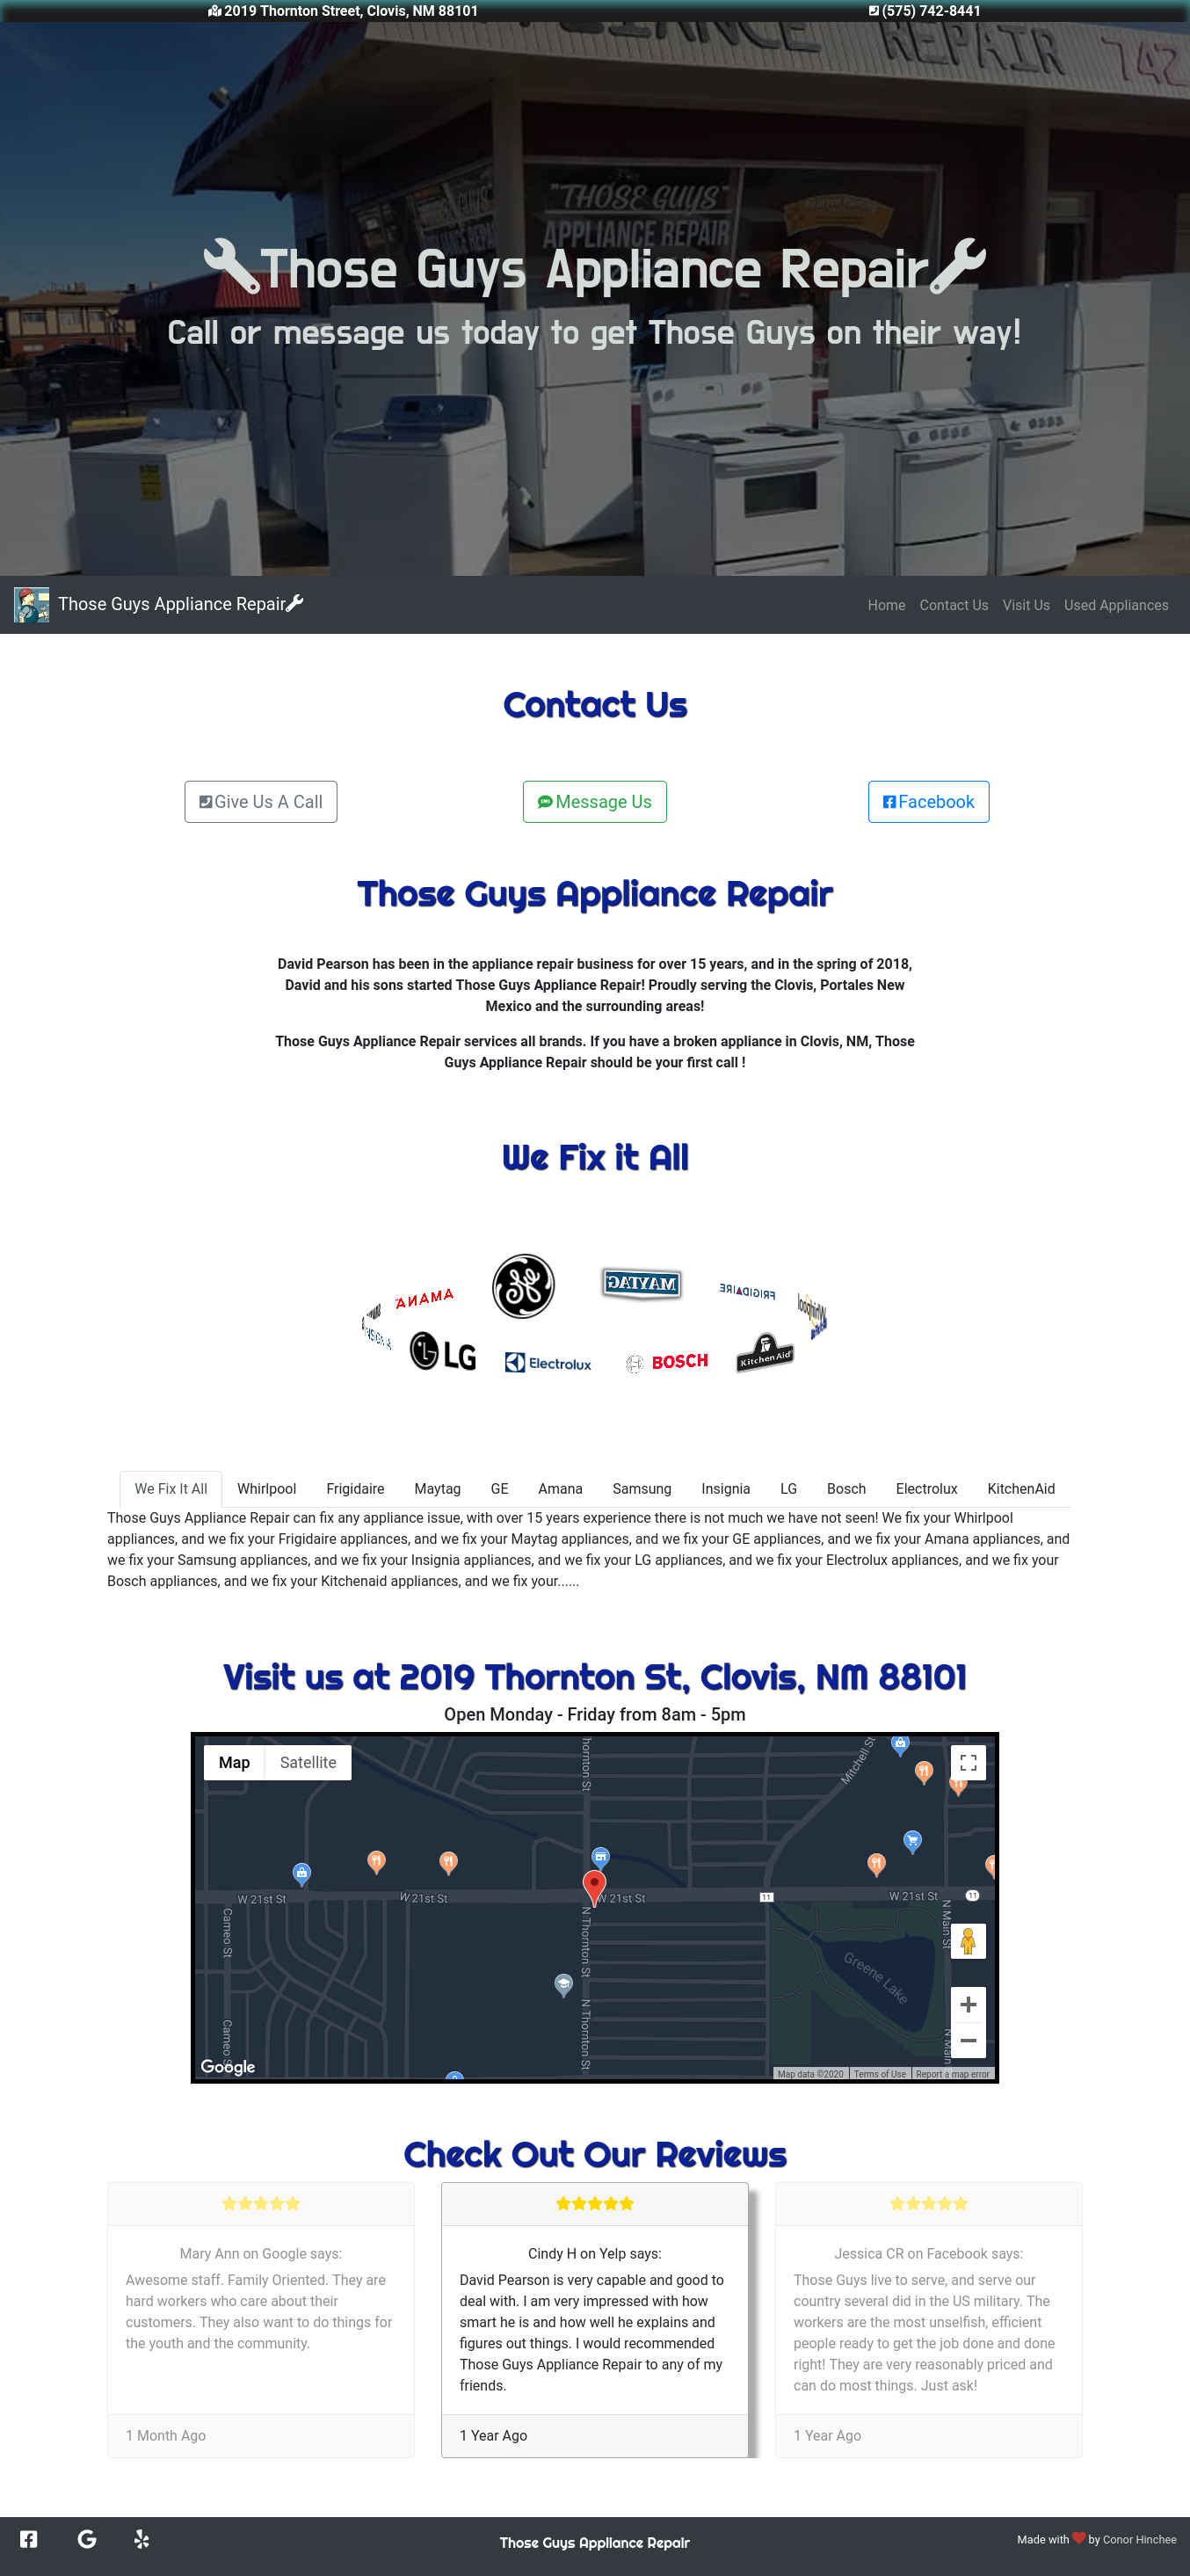 2019 Thornton Street, Clovis, NM 88101
(575) 742-8441
REPAIR
742
"THOSE GUYS"
APPLIANCE REPAIR
Those Guys Appliance Repair
Call or message us today to get Those Guys on their way!
Those Guys Appliance Repair
Home Contact Us Visit Us Used Appliances
Contact Us
Give Us A Call
Message Us
Facebook
Those Guys Appliance Repair
David Pearson has been in the appliance repair business for over 15 years, and in the spring of 2018,
David and his sons started Those Guys Appliance Repair! Proudly serving the Clovis, Portales New
Mexico and the surrounding areas!
Those Guys Appliance Repair services all brands. If you have a broken appliance in Clovis, NM, Those
Guys Appliance Repair should be your first call !
We Fix it All
GE
MAYTAG
AMANA
FRIGIDAIRE
Whirlpool
INSIGNIA
LG
Electrolux
BOSCH
KitchenAid
We Fix It All Whirlpool Frigidaire Maytag GE Amana Samsung Insignia LG Bosch Electrolux KitchenAid
Those Guys Appliance Repair can fix any appliance issue, with over 15 years experience there is not much we have not seen! We fix your Whirlpool
appliances, and we fix your Frigidaire appliances, and we fix your Maytag appliances, and we fix your GE appliances, and we fix your Amana appliances, and
we fix your Samsung appliances, and we fix your Insignia appliances, and we fix your LG appliances, and we fix your Electrolux appliances, and we fix your
Bosch appliances, and we fix your Kitchenaid appliances, and we fix your......
Visit us at 2019 Thornton St, Clovis, NM 88101
Open Monday - Friday from 8am - 5pm
Map Satellite
hornton St
Mitchell St
W 21st St
W 21st St
W 21st St
11
W 21st St
11
Cameo St
N Thornton St
N Main St
Greene Lake
Cameo S
N Thornton St
N Main
Google
Map data ©2020 Terms of Use Report a map error
Check Out Our Reviews
Mary Ann on Google says:
Awesome staff. Family Oriented. They are
hard workers who care about their
customers. They also want to do things for
the youth and the community.
1 Month Ago
Cindy H on Yelp says:
David Pearson is very capable and good to
deal with. I am very impressed with how
smart he is and how well he explains and
figures out things. I would recommended
Those Guys Appliance Repair to any of my
friends.
1 Year Ago
Jessica CR on Facebook says:
Those Guys live to serve, and serve our
country several did in the US military. The
workers are the most unselfish, efficient
people ready to get the job done and done
right! They are very reasonably priced and
can do most things. Just ask!
1 Year Ago
Those Guys Appliance Repair
Made with by Conor Hinchee